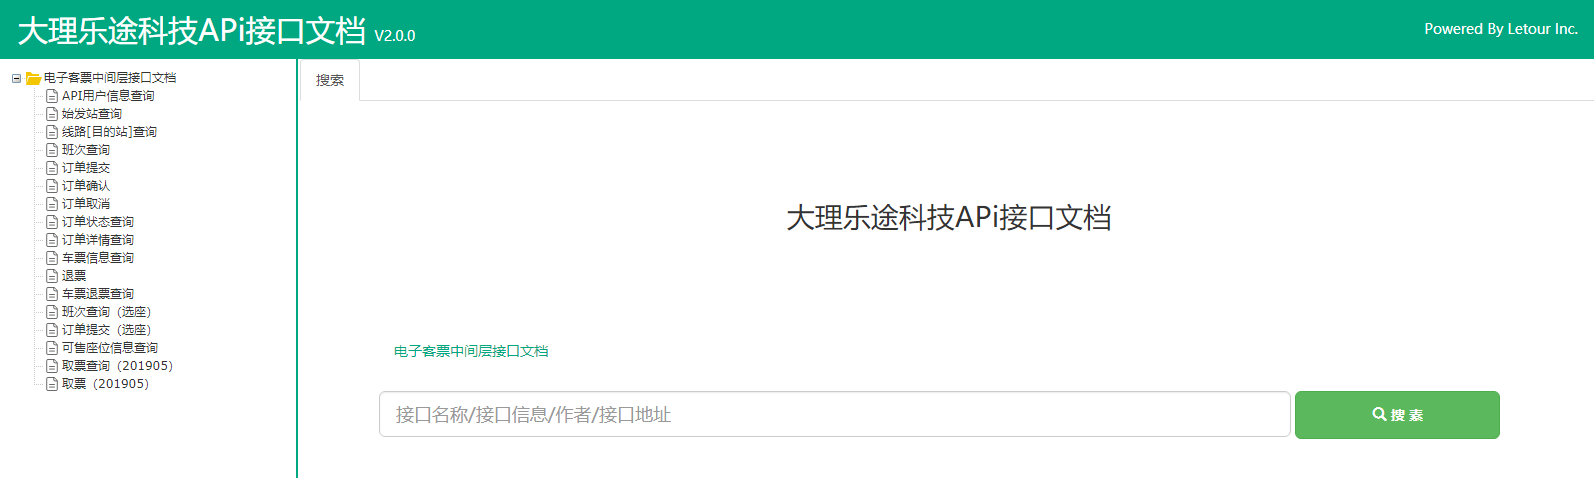 大理乐途科技APi接口文档 V2.0.0
Powered By Letour Inc.
电子客票中间层接口文档
API用户信息查询
始发站查询
线路[目的站]查询
班次查询
订单提交
订单确认
订单取消
订单状态查询
订单详情查询
车票信息查询
退票
车票退票查询
班次查询（选座）
订单提交（选座）
可售座位信息查询
取票查询（201905）
取票（201905）
搜索
大理乐途科技APi接口文档
电子客票中间层接口文档
接口名称/接口信息/作者/接口地址
搜 素